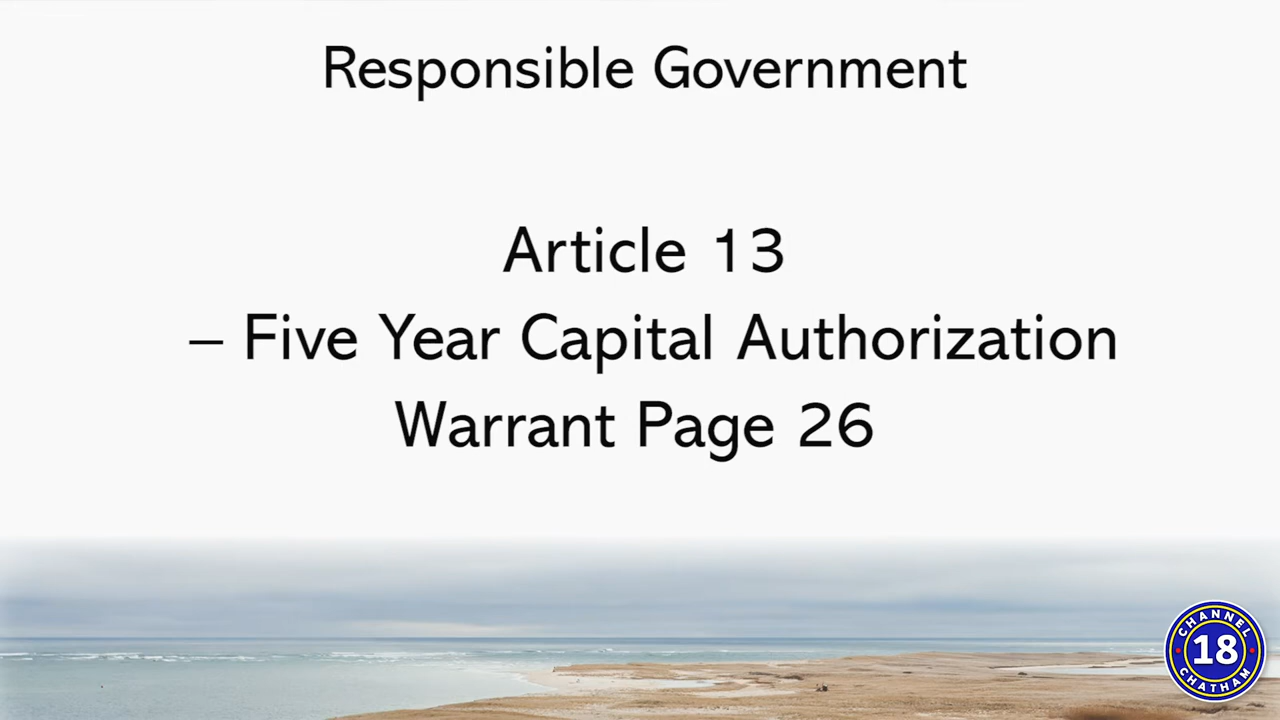 Responsible Government
Article 13
– Five Year Capital Authorization
Warrant Page 26
CHANNEL
18
CHATHAM